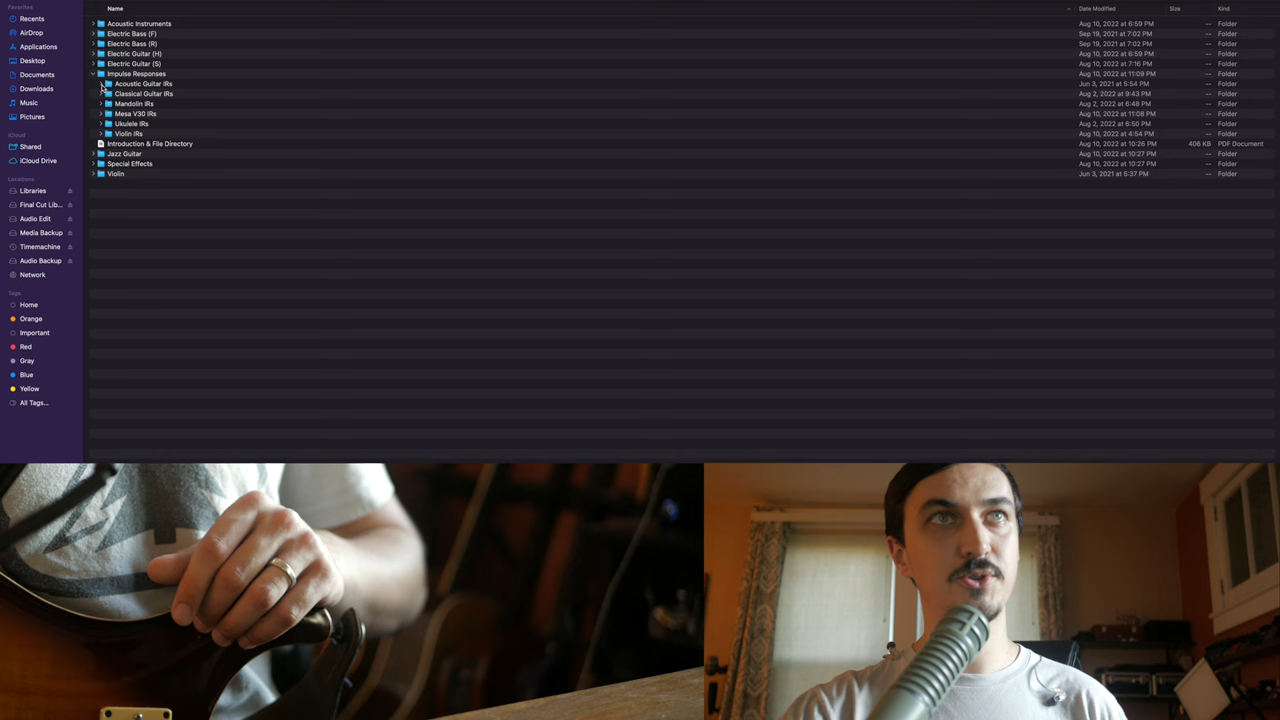 Favorites
Recents
AirDrop
Applications
Desktop
Documents
Downloads
Music
Pictures
iCloud
Shared
iCloud Drive
Locations
Libraries
Final Cut Lib...
Audio Edit
Media Backup
Timemachine
Audio Backup
Network
Tags
Home
Orange
Important
Red
Gray
Blue
Yellow
All Tags...
Name Date Modified Size Kind
Acoustic Instruments Aug 10, 2022 at 6:59 PM -- Folder
Electric Bass (F) Sep 19, 2021 at 7:02 PM -- Folder
Electric Bass (R) Sep 19, 2021 at 7:02 PM -- Folder
Electric Guitar (H) Aug 10, 2022 at 6:59 PM -- Folder
Electric Guitar (S) Aug 10, 2022 at 7:16 PM -- Folder
Impulse Responses Aug 10, 2022 at 11:09 PM -- Folder
Acoustic Guitar IRs Jun 3, 2021 at 5:54 PM -- Folder
Classical Guitar IRs Aug 2, 2022 at 9:43 PM -- Folder
Mandolin IRs Aug 2, 2022 at 6:48 PM -- Folder
Mesa V30 IRs Aug 10, 2022 at 11:08 PM -- Folder
Ukulele IRs Aug 2, 2022 at 6:50 PM -- Folder
Violin IRs Aug 10, 2022 at 4:54 PM -- Folder
Introduction & File Directory Aug 10, 2022 at 10:26 PM 406 KB PDF Document
Jazz Guitar Aug 10, 2022 at 10:27 PM -- Folder
Special Effects Aug 10, 2022 at 10:27 PM -- Folder
Violin Jun 3, 2021 at 5:37 PM -- Folder